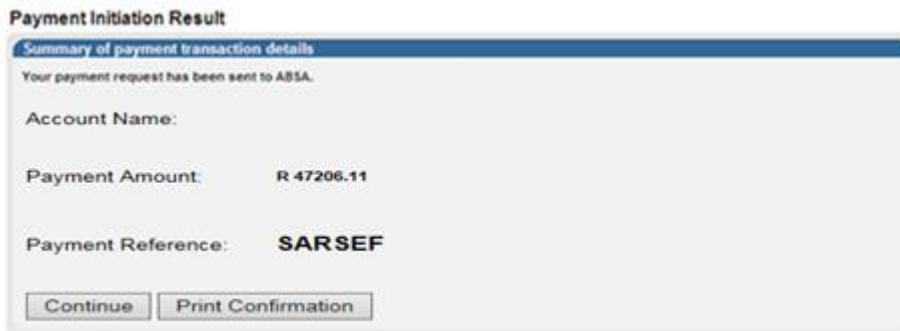 Payment Initiation Result
Summary of payment transaction details
Your payment request has been sent to ABSA.
Account Name:
Payment Amount: R 47206.11
Payment Reference: SARSEF
Continue Print Confirmation